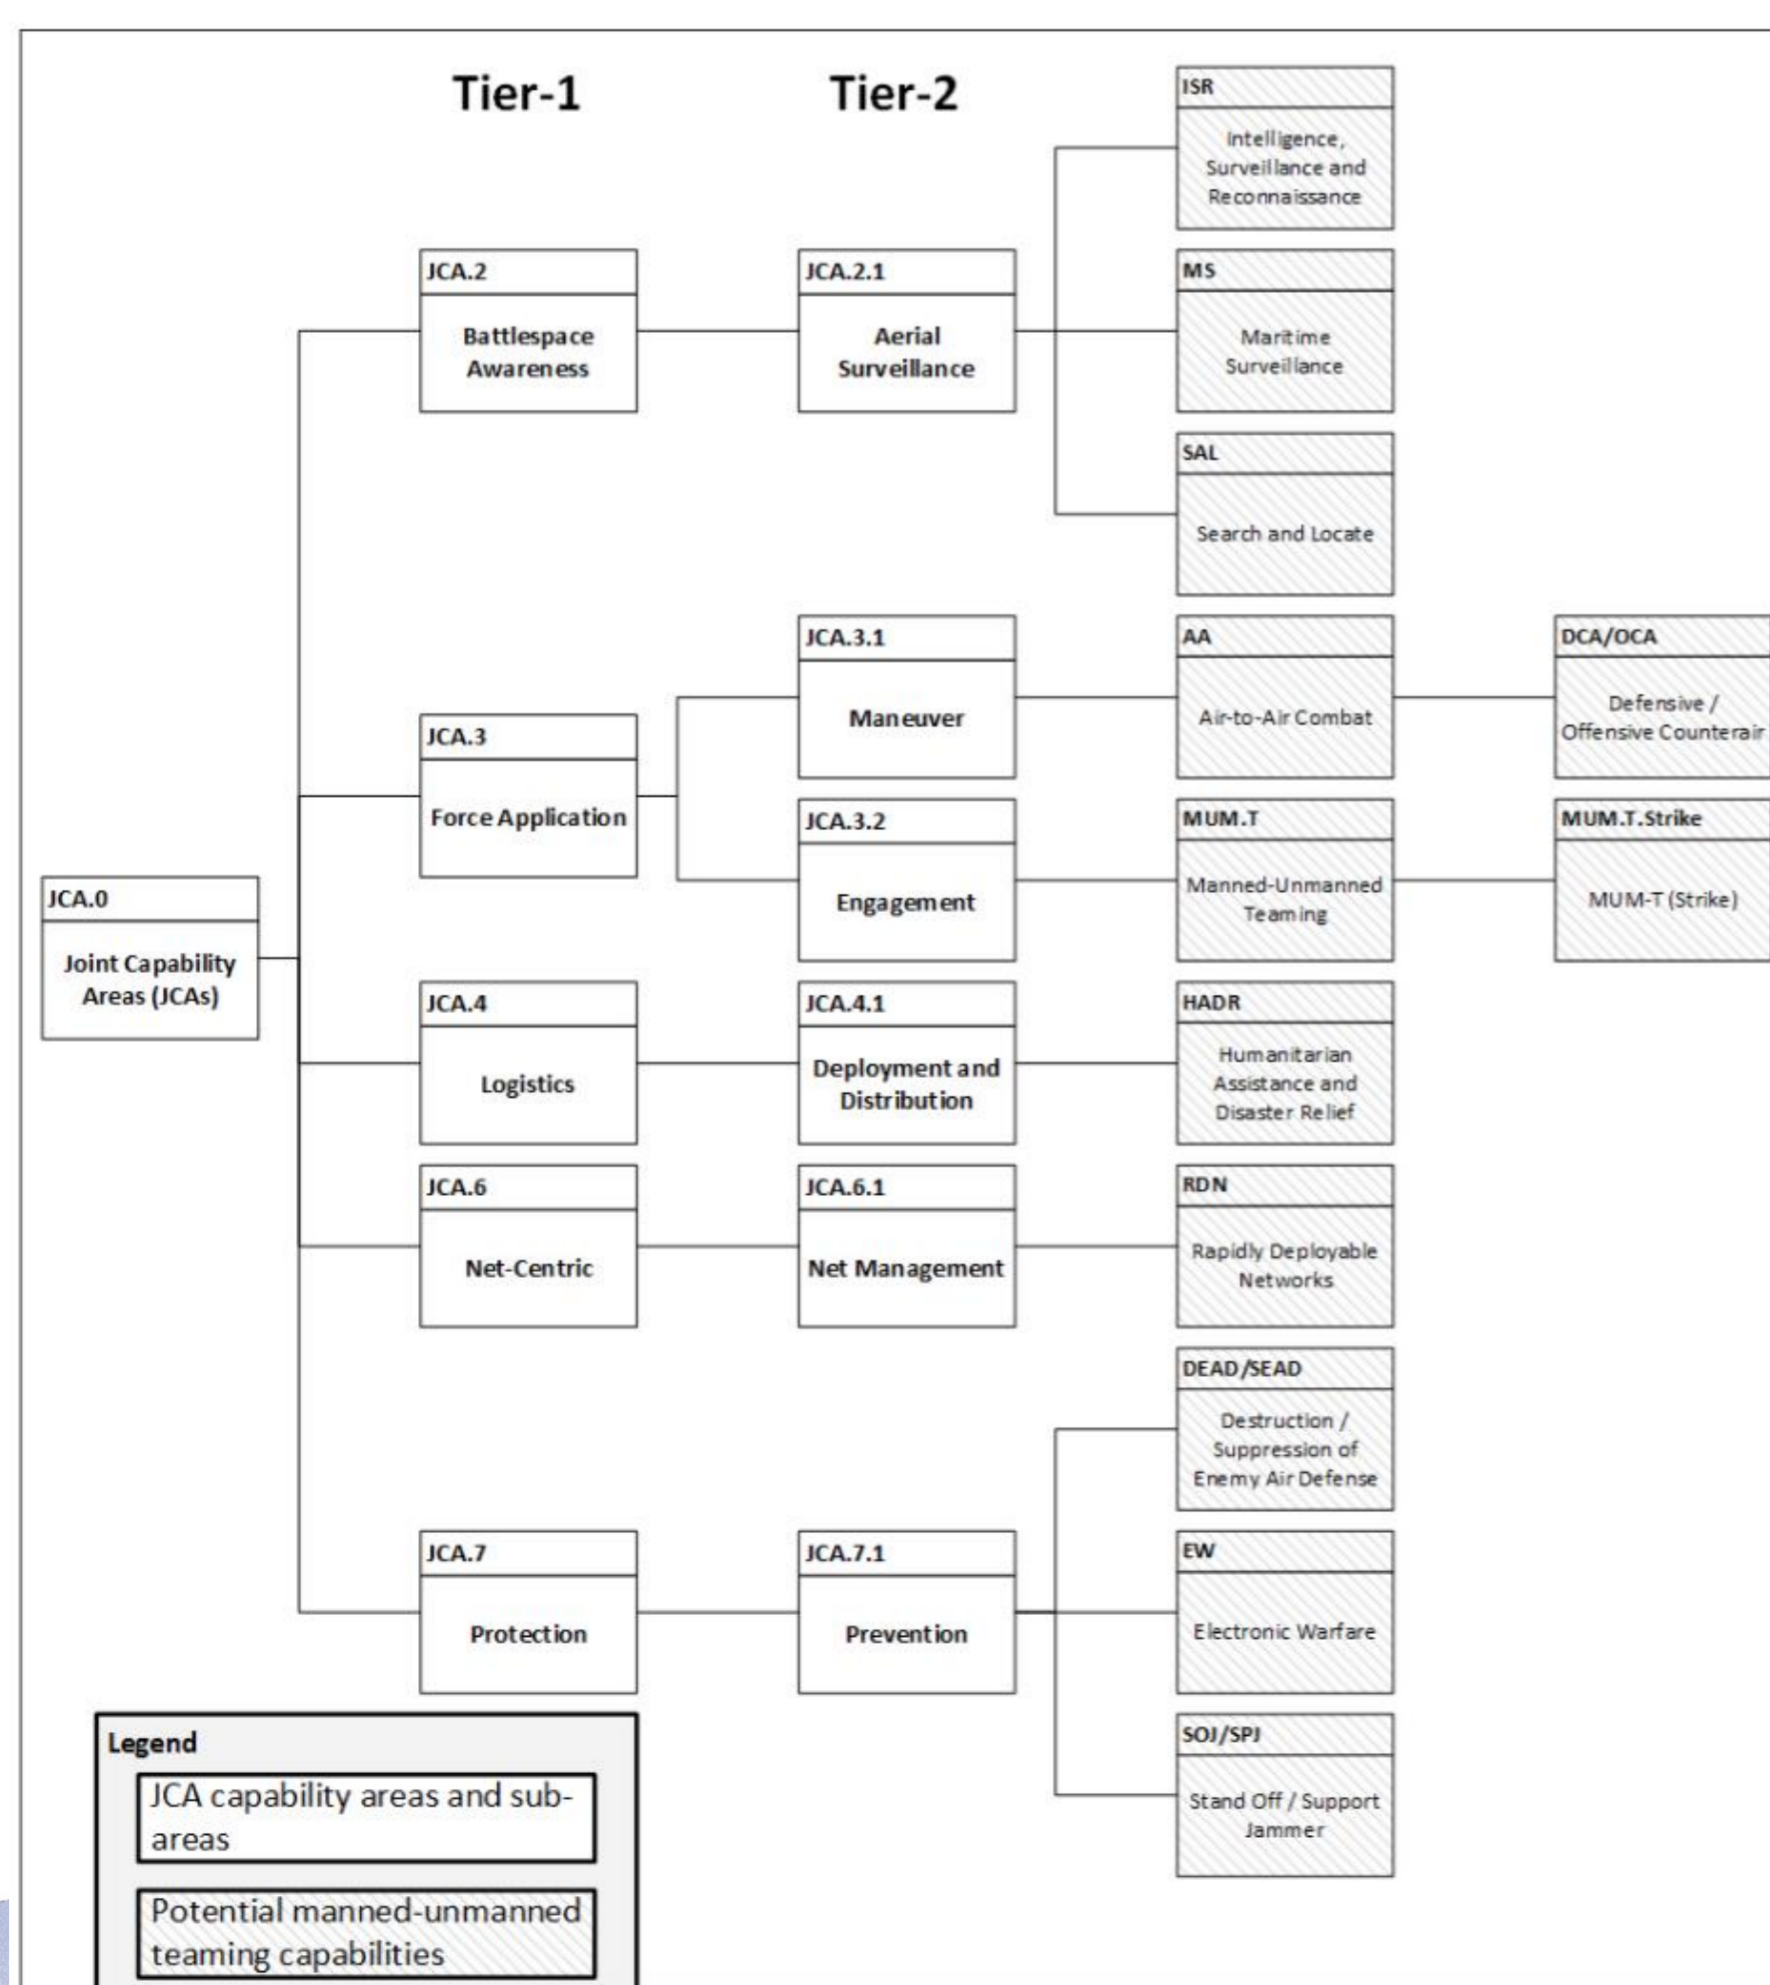 Tier-1
Tier-2
ISR
Intelligence,
Surveillance and
Reconnaissance
JCA.2
Battlespace
Awareness
JCA.2.1
Aerial
Surveillance
MS
Maritime
Surveillance
SAL
Search and Locate
JCA.3
Force Application
JCA.3.1
Maneuver
AA
Air-to-Air Combat
DCA/OCA
Defensive /
Offensive Counterair
JCA.3.2
Engagement
MUM.T
Manned-Unmanned
Teaming
MUM.T.Strike
MUM-T (Strike)
JCA.0
Joint Capability
Areas (JCAs)
JCA.4
Logistics
JCA.4.1
Deployment and
Distribution
HADR
Humanitarian
Assistance and
Disaster Relief
JCA.6
Net-Centric
JCA.6.1
Net Management
RDN
Rapidly Deployable
Networks
DEAD/SEAD
Destruction /
Suppression of
Enemy Air Defense
JCA.7
Protection
JCA.7.1
Prevention
EW
Electronic Warfare
SOJ/SPJ
Stand Off / Support
Jammer
Legend
JCA capability areas and sub-
areas
Potential manned-unmanned
teaming capabilities